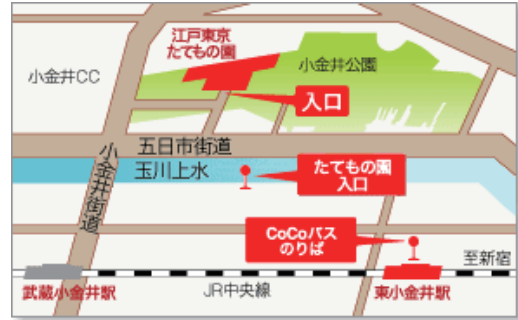 江戸東京
たてもの園
小金井CC
小金井公園
入口
五日市街道
小金井街道
玉川上水
たてもの園
入口
CoCoバス
のりば
至新宿
武蔵小金井駅
JR中央線
東小金井駅